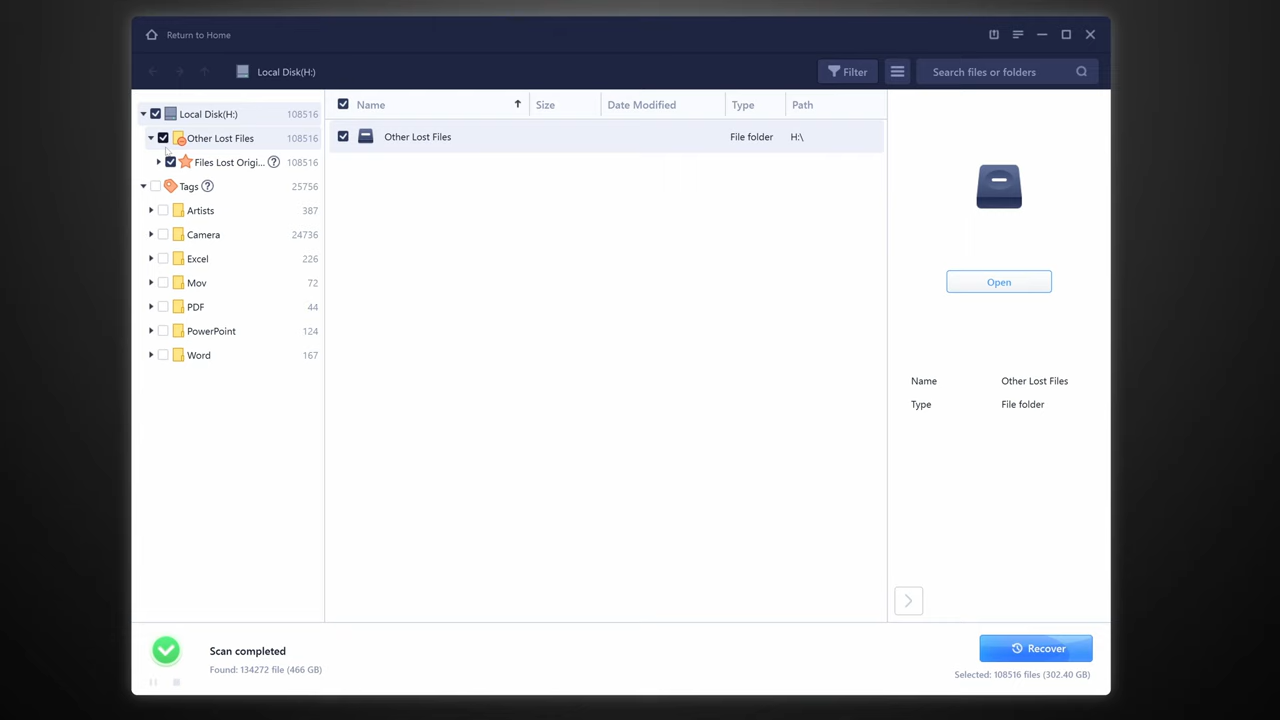 Return to Home
Local Disk(H:)
Filter
Search files or folders
Local Disk(H:) 108516
Other Lost Files 108516
Files Lost Origi... ? 108516
Tags ? 25756
Artists 387
Camera 24736
Excel 226
Mov 72
PDF 44
PowerPoint 124
Word 167
Name Size Date Modified Type Path
Other Lost Files File folder H:\
Open
Name Other Lost Files
Type File folder
Scan completed
Found: 134272 file (466 GB)
Recover
Selected: 108516 files (302.40 GB)